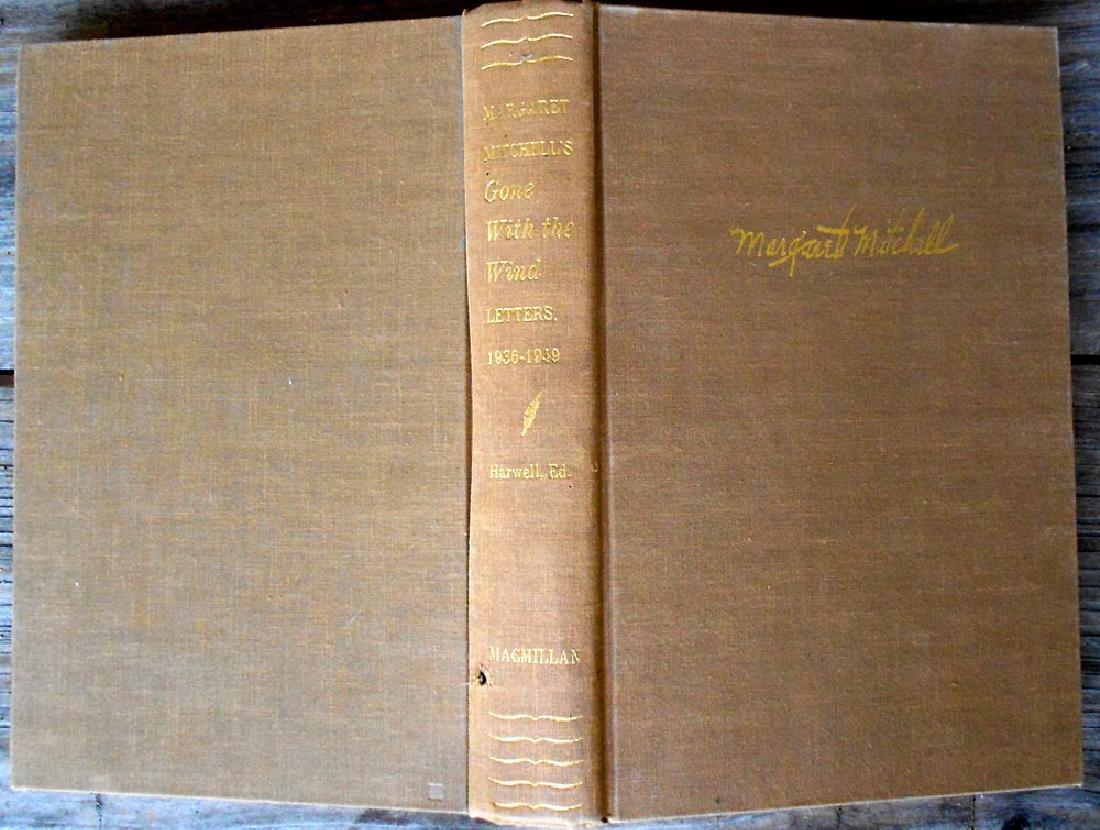 MARGARET
MITCHELL'S
Gone
With the
Wind
LETTERS,
1936-1949
Harwell, Ed.
MACMILLAN
Margaret Mitchell